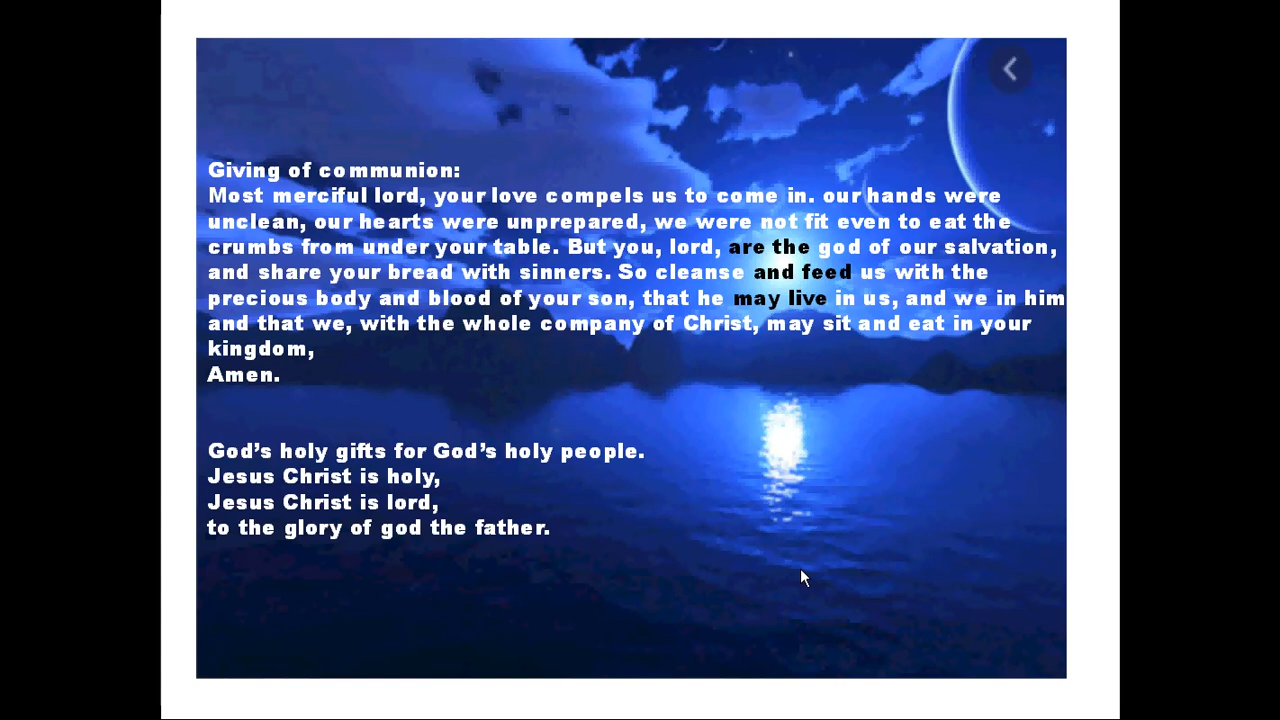 Giving of communion:
Most merciful lord, your love compels us to come in. our hands were
unclean, our hearts were unprepared, we were not fit even to eat the
crumbs from under your table. But you, lord, are the god of our salvation,
and share your bread with sinners. So cleanse and feed us with the
precious body and blood of your son, that he may live in us, and we in him
and that we, with the whole company of Christ, may sit and eat in your
kingdom,
Amen.
God’s holy gifts for God’s holy people.
Jesus Christ is holy,
Jesus Christ is lord,
to the glory of god the father.